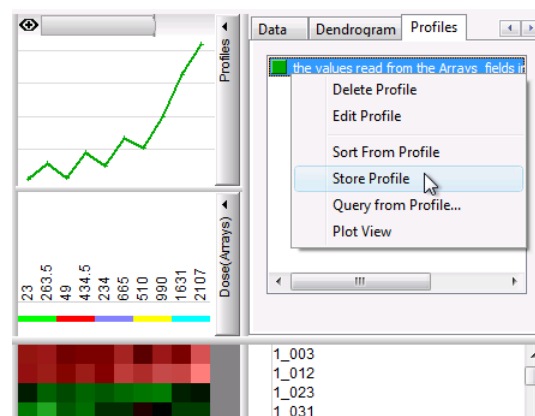 Data Dendrogram Profiles
Profiles
the values read from the Arrays fields in
Delete Profile
Edit Profile
Sort From Profile
Store Profile
Query from Profile...
Plot View
23
263.5
49
434.5
234
665
510
990
1631
2107
Dose(Arrays)
1_003
1_012
1_023
1_031